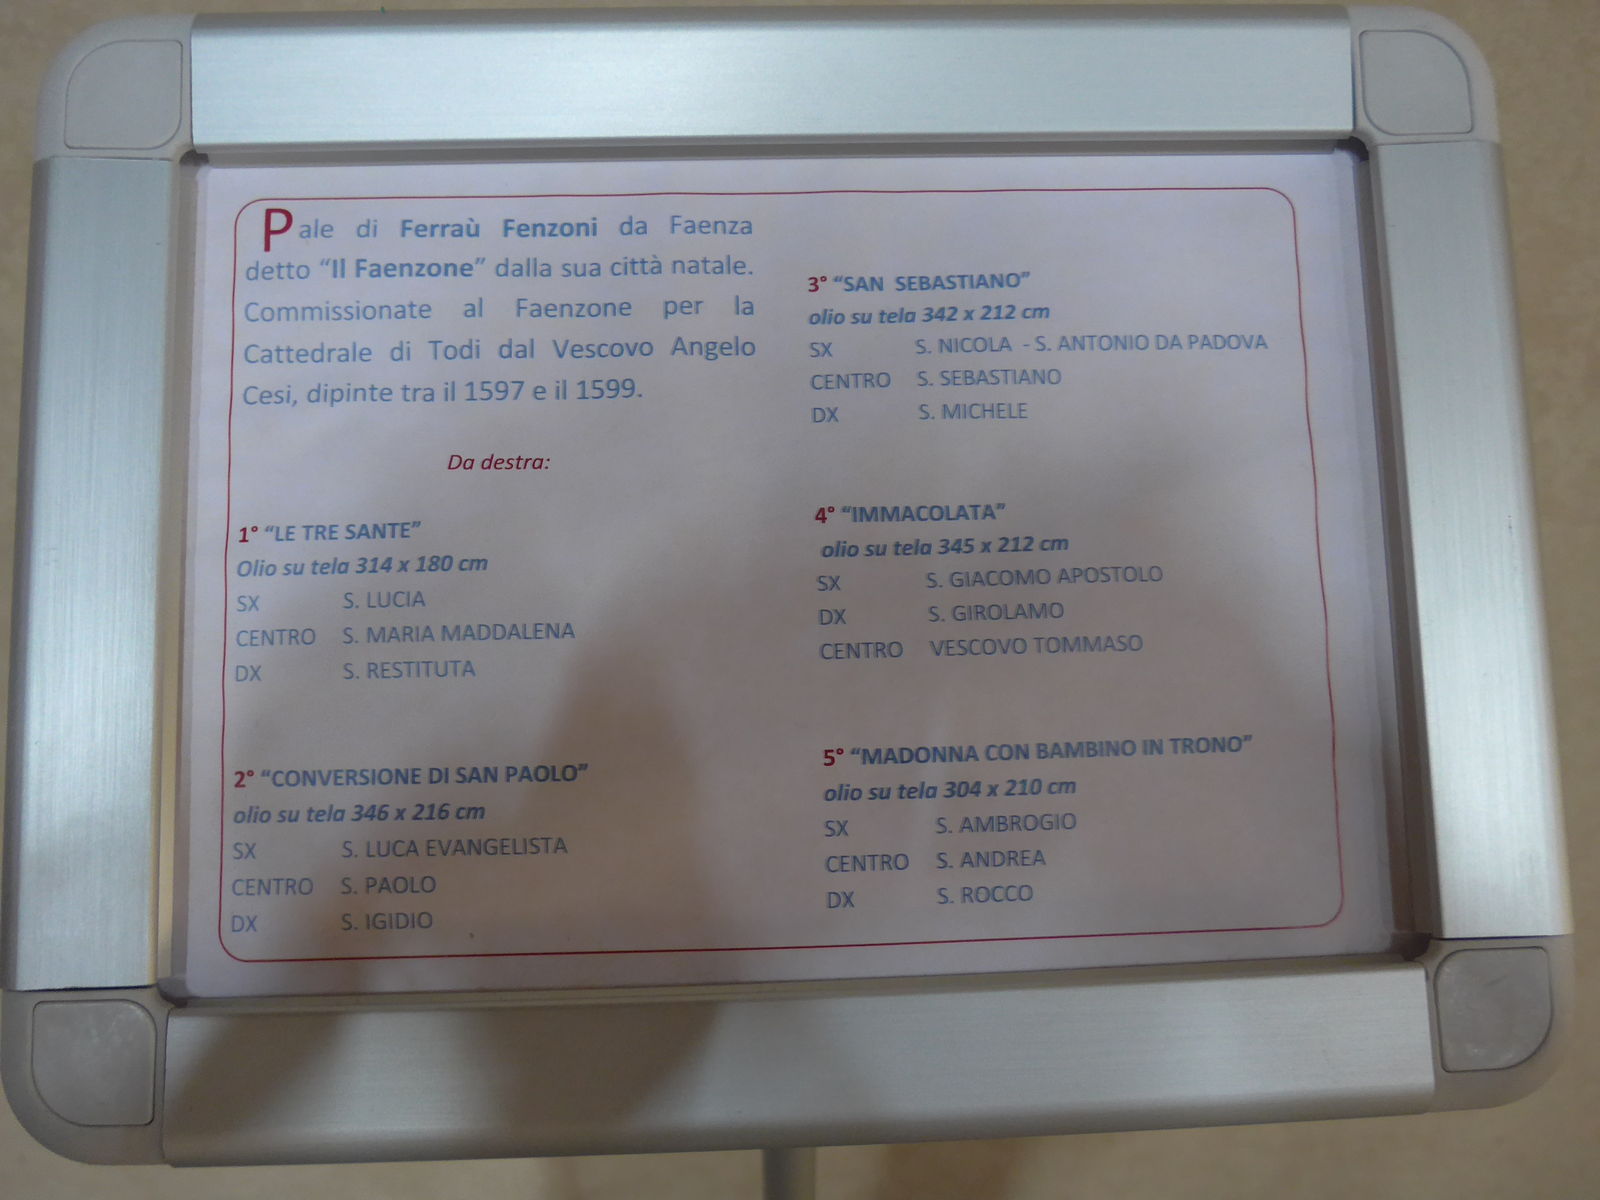 Pale di Ferraù Fenzoni da Faenza
detto “Il Faenzone” dalla sua città natale.
Commissionate al Faenzone per la
Cattedrale di Todi dal Vescovo Angelo
Cesi, dipinte tra il 1597 e il 1599.
Da destra:
1° “LE TRE SANTE”
Olio su tela 314 x 180 cm
SX S. LUCIA
CENTRO S. MARIA MADDALENA
DX S. RESTITUTA
2° “CONVERSIONE DI SAN PAOLO”
olio su tela 346 x 216 cm
SX S. LUCA EVANGELISTA
CENTRO S. PAOLO
DX S. IGIDIO
3° “SAN SEBASTIANO”
olio su tela 342 x 212 cm
SX S. NICOLA - S. ANTONIO DA PADOVA
CENTRO S. SEBASTIANO
DX S. MICHELE
4° “IMMACOLATA”
olio su tela 345 x 212 cm
SX S. GIACOMO APOSTOLO
DX S. GIROLAMO
CENTRO VESCOVO TOMMASO
5° “MADONNA CON BAMBINO IN TRONO”
olio su tela 304 x 210 cm
SX S. AMBROGIO
CENTRO S. ANDREA
DX S. ROCCO